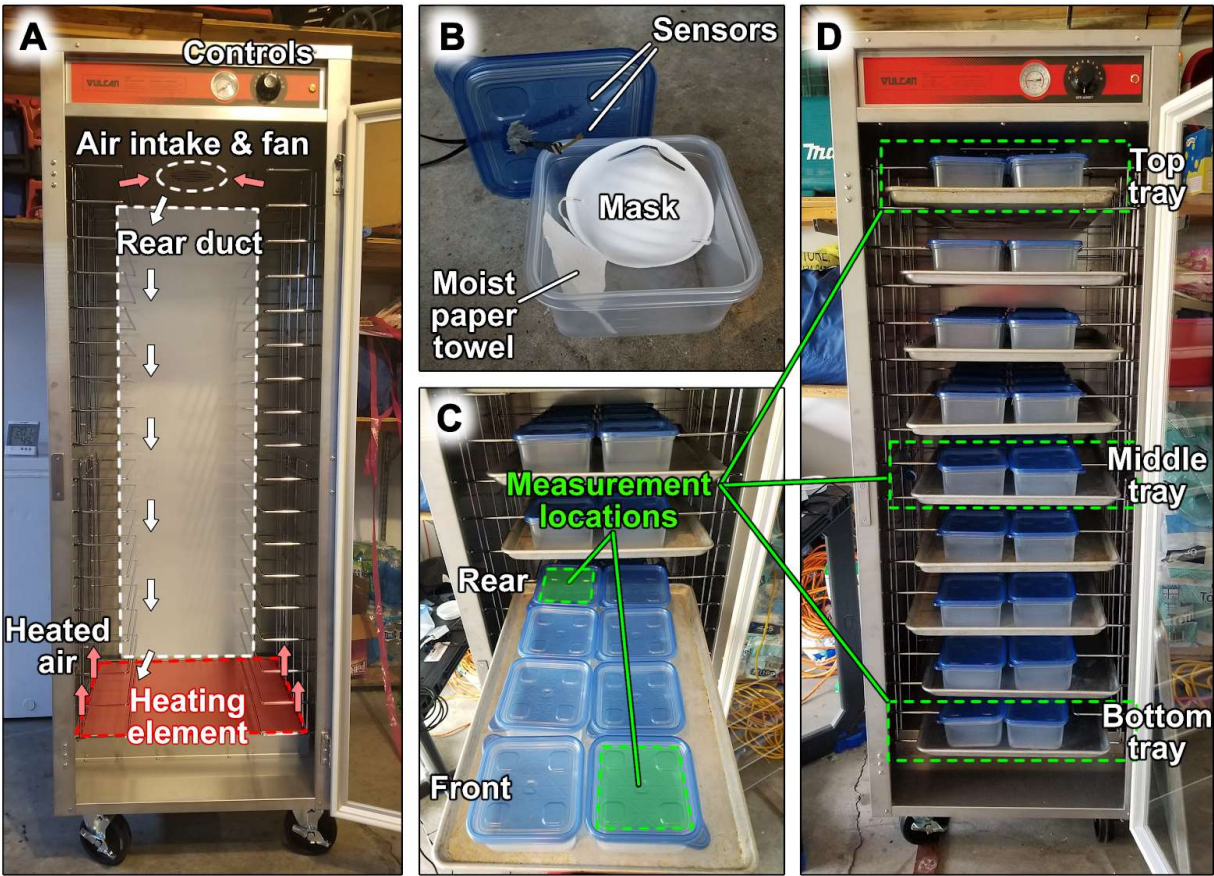 A
Controls
VULCAN
Air intake & fan
Rear duct
Heated
air
Heating
element
B
Sensors
Mask
Moist
paper
towel
C
Measurement
locations
Rear
Front
D
VULCAN
Top
tray
Middle
tray
Bottom
tray